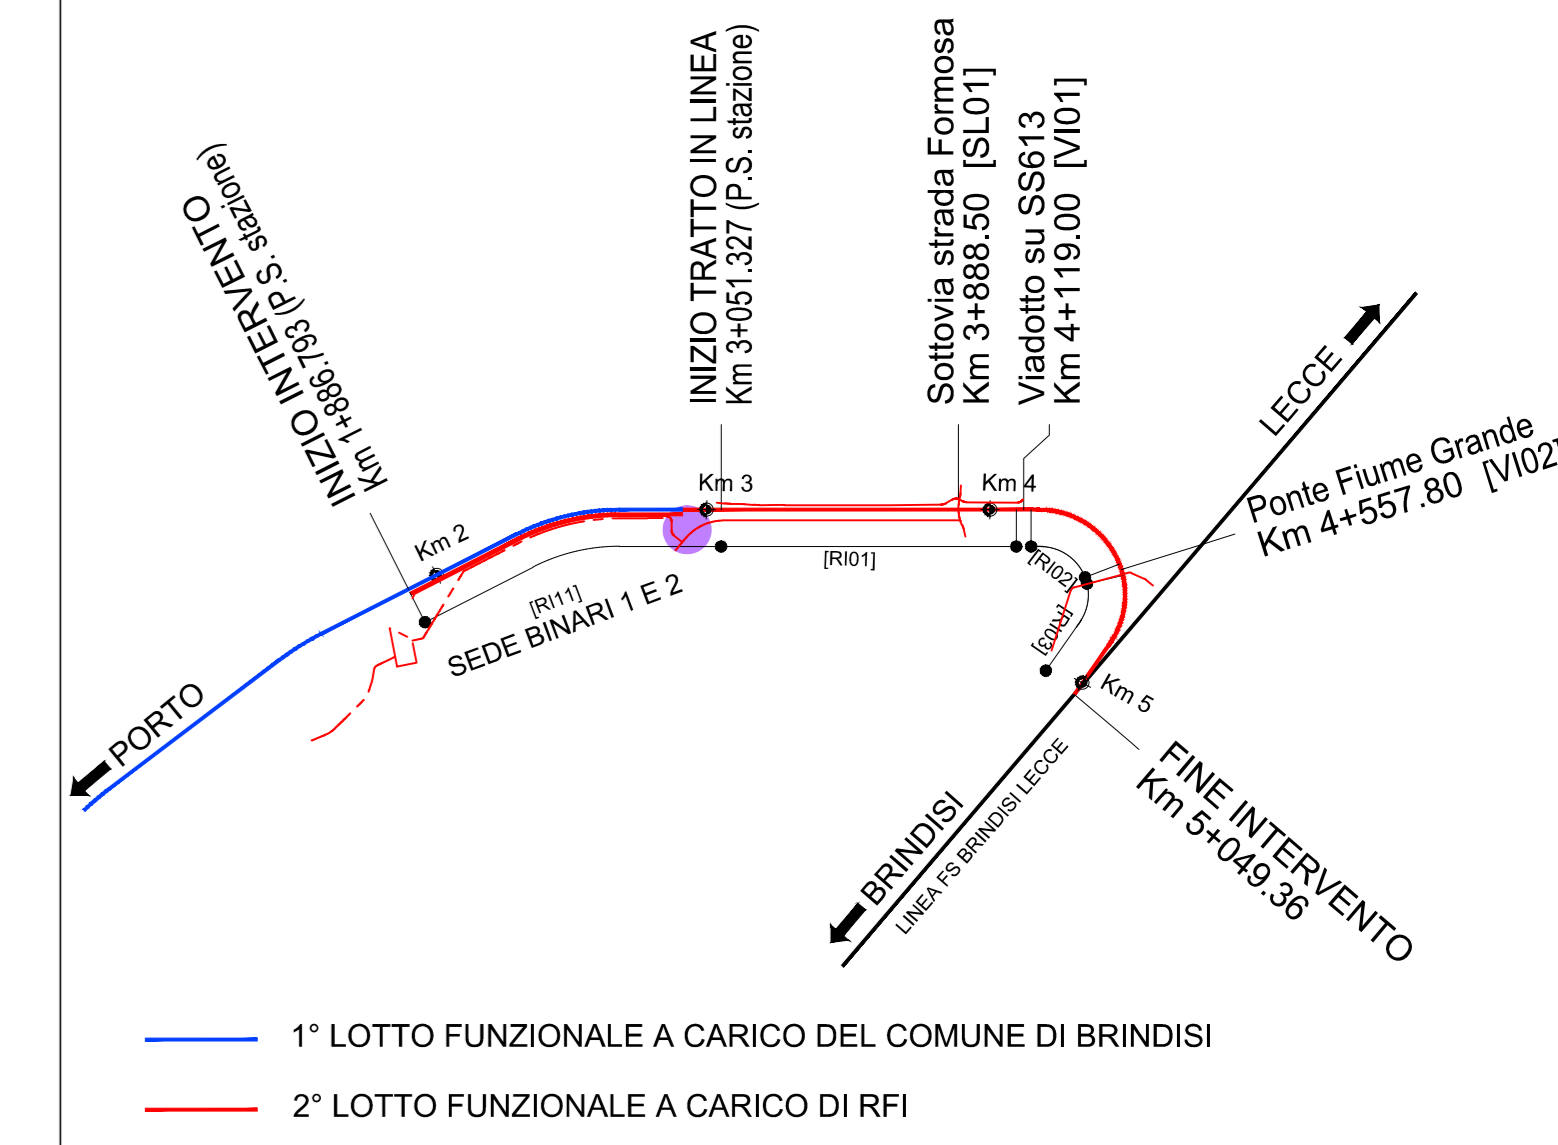 INIZIO INTERVENTO
Km 1+886.793 (P.S. stazione)
INIZIO TRATTO IN LINEA
Km 3+051.327 (P.S. stazione)
Sottovia strada Formosa
Km 3+888.50 [SL01]
Viadotto su SS613
Km 4+119.00 [VI01]
LECCE
Ponte Fiume Grande
Km 4+557.80 [VI02]
Km 2
Km 3
Km 4
[RI01]
[RI02]
[RI03]
[RI11]
SEDE BINARI 1 E 2
Km 5
PORTO
FINE INTERVENTO
Km 5+049.36
BRINDISI
LINEA FS BRINDISI LECCE
1° LOTTO FUNZIONALE A CARICO DEL COMUNE DI BRINDISI
2° LOTTO FUNZIONALE A CARICO DI RFI